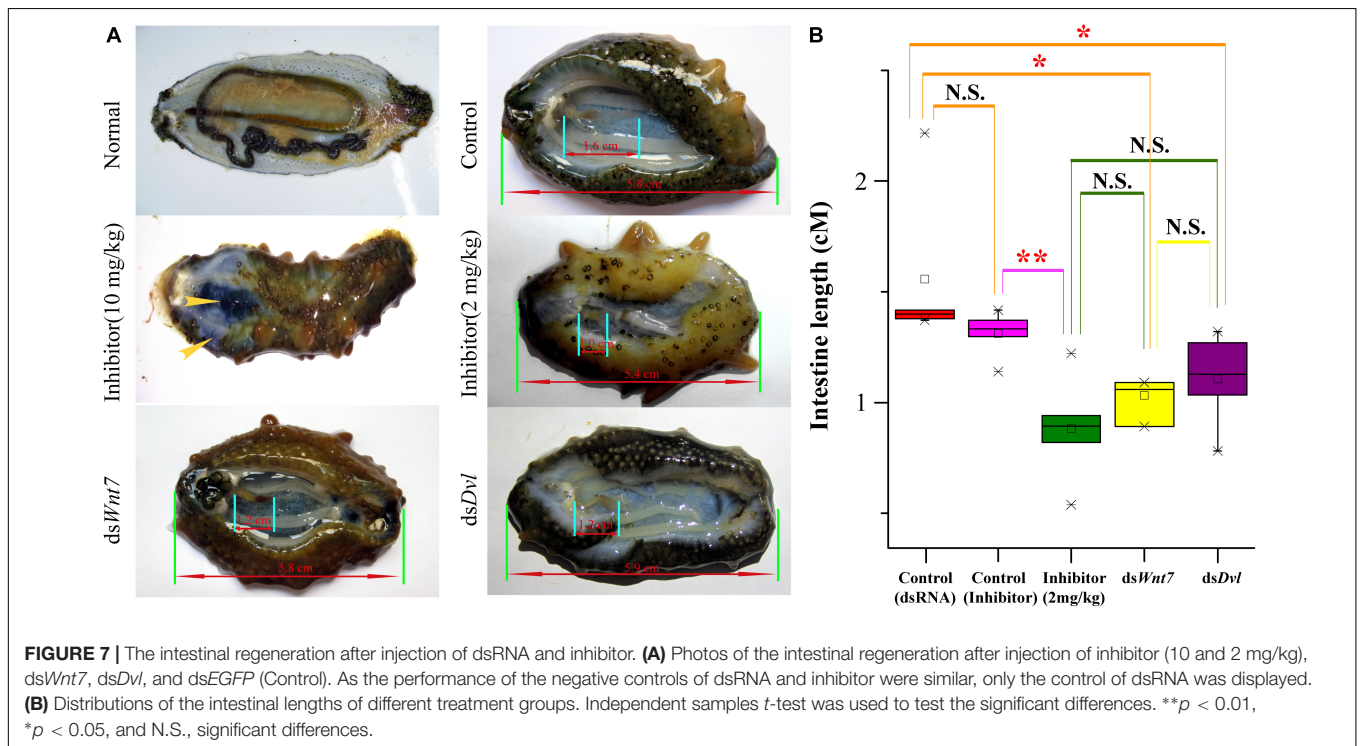 A
B
Normal
Control
1.6 cm
5.8 cm
Inhibitor(10 mg/kg)
Inhibitor(2 mg/kg)
5.4 cm
dsWnt7
5.8 cm
dsDvl
1.2 cm
5.9 cm
Intestine length (cM)
2
1
*
*
N.S.
N.S.
N.S.
**
N.S.
Control (dsRNA)
Control (Inhibitor)
Inhibitor (2mg/kg)
dsWnt7
dsDvl
FIGURE 7 | The intestinal regeneration after injection of dsRNA and inhibitor. (A) Photos of the intestinal regeneration after injection of inhibitor (10 and 2 mg/kg),
dsWnt7, dsDvl, and dsEGFP (Control). As the performance of the negative controls of dsRNA and inhibitor were similar, only the control of dsRNA was displayed.
(B) Distributions of the intestinal lengths of different treatment groups. Independent samples t-test was used to test the significant differences. **p < 0.01,
*p < 0.05, and N.S., significant differences.